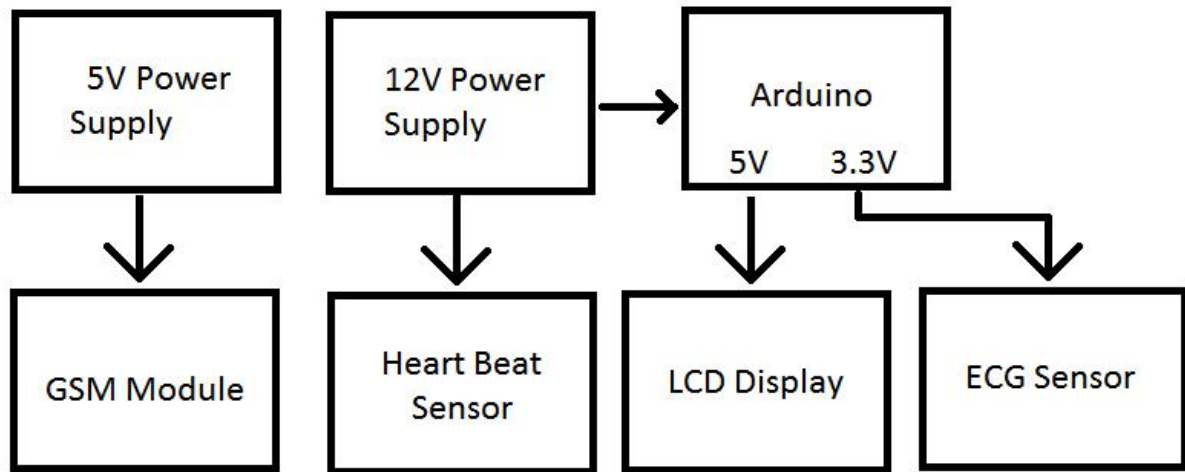 5V Power
Supply
12V Power
Supply
Arduino
5V 3.3V
GSM Module
Heart Beat
Sensor
LCD Display
ECG Sensor